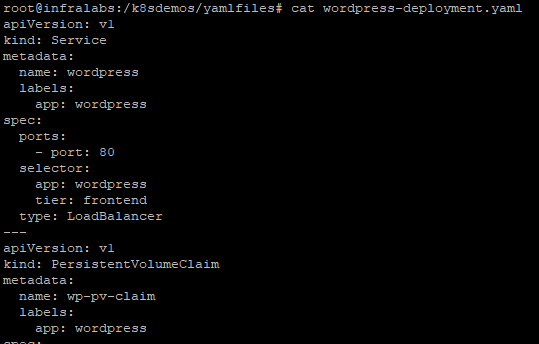 root@infralabs:/k8sdemos/yamlfiles# cat wordpress-deployment.yaml
apiVersion: v1
kind: Service
metadata:
  name: wordpress
  labels:
    app: wordpress
spec:
  ports:
    - port: 80
  selector:
    app: wordpress
    tier: frontend
  type: LoadBalancer
---
apiVersion: v1
kind: PersistentVolumeClaim
metadata:
  name: wp-pv-claim
  labels:
    app: wordpress
spec: